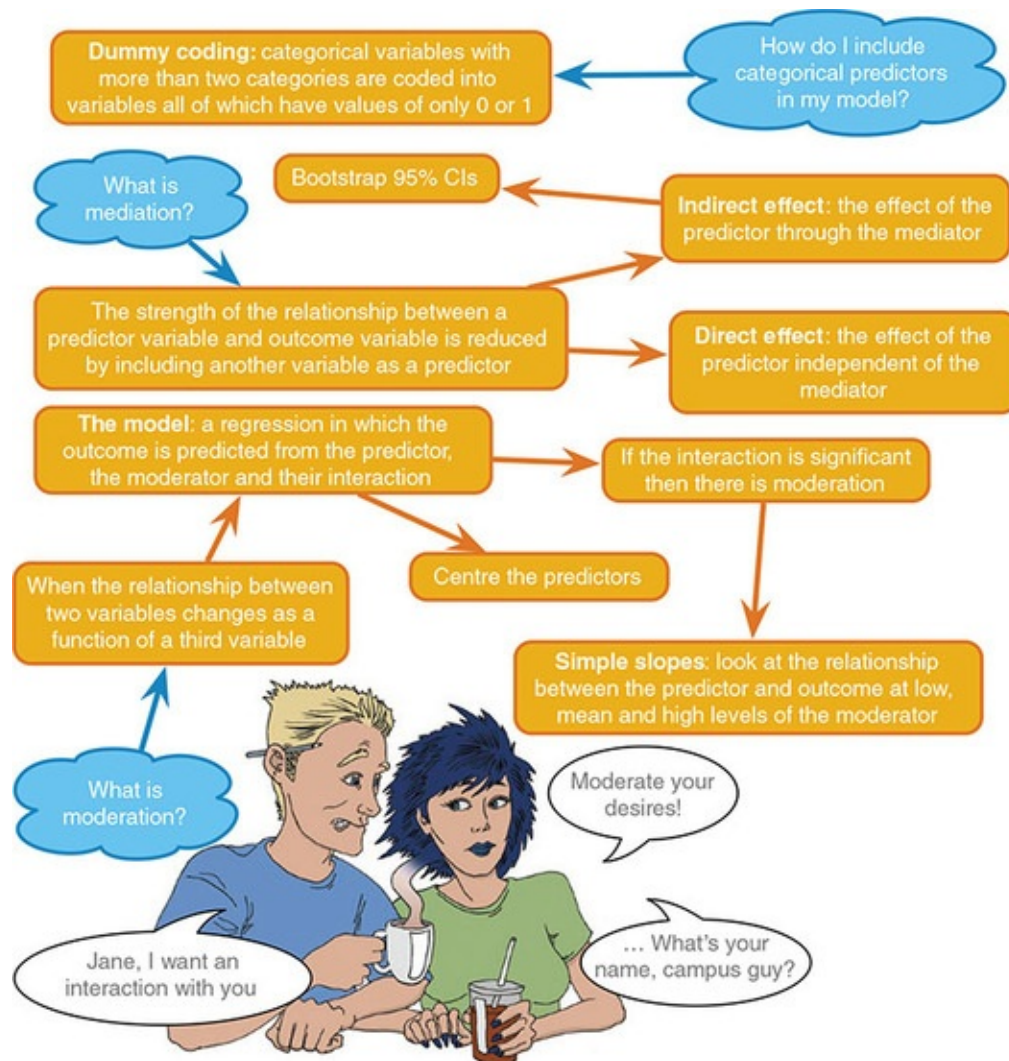 Dummy coding: categorical variables with
more than two categories are coded into
variables all of which have values of only 0 or 1
How do I include
categorical predictors
in my model?
What is
mediation?
Bootstrap 95% CIs
Indirect effect: the effect of the
predictor through the mediator
The strength of the relationship between a
predictor variable and outcome variable is reduced
by including another variable as a predictor
Direct effect: the effect of the
predictor independent of the
mediator
The model: a regression in which the
outcome is predicted from the predictor,
the moderator and their interaction
If the interaction is significant
then there is moderation
Centre the predictors
When the relationship between
two variables changes as a
function of a third variable
Simple slopes: look at the relationship
between the predictor and outcome at low,
mean and high levels of the moderator
What is
moderation?
Moderate your
desires!
Jane, I want an
interaction with you
... What's your
name, campus guy?